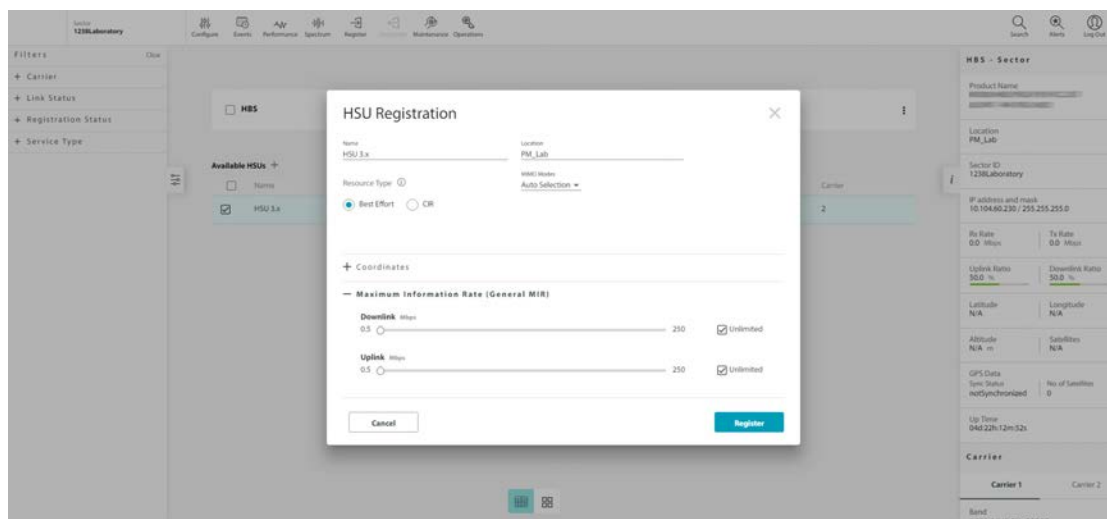 Sector
1238Laboratory
Configure Events Performance Spectrum Register Maintenance Operations
Search Alerts Log Out
Filters Clear
+ Carrier
+ Link Status
+ Registration Status
+ Service Type
HBS
Available HSUs +
Name Carrier
HSU 3.x 2
HSU Registration
Name
HSU 3.x
Location
PM_Lab
Resource Type
Auto Selection
Best Effort CIR
+ Coordinates
— Maximum Information Rate (General MIR)
Downlink Mbps
0.5 250 Unlimited
Uplink Mbps
0.5 250 Unlimited
Cancel Register
HBS - Sector
Product Name
Location
PM_Lab
Sector ID
1238Laboratory
IP address and mask
10.104.60.230 / 255.255.255.0
Rx Rate Tx Rate
0.0 Mbps 0.0 Mbps
Uplink Ratio Downlink Ratio
50.0 % 50.0 %
Latitude Longitude
N/A N/A
Altitude Satellites
N/A m N/A
GPS Data
Sync Status No. of Satellites
notSynchronized 0
Up Time
04d:22h:12m:52s
Carrier
Carrier 1 Carrier 2
Band